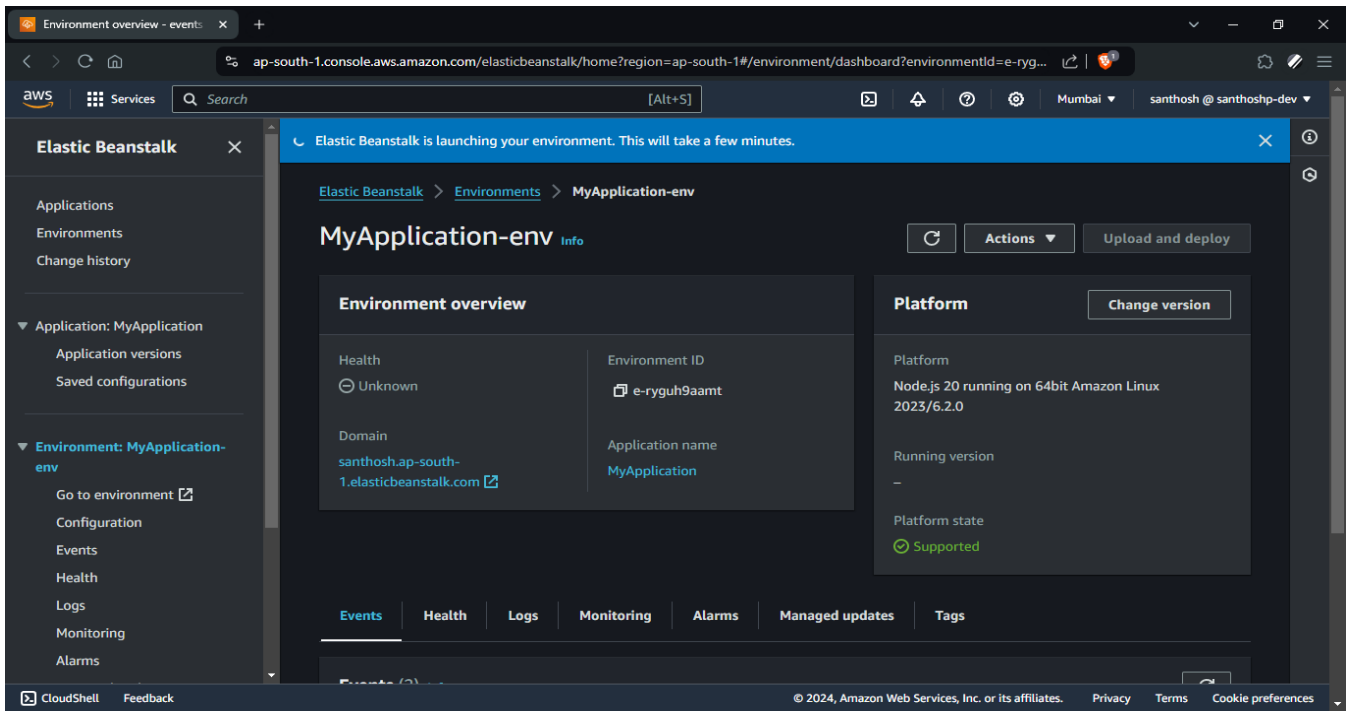 Environment overview - events
ap-south-1.console.aws.amazon.com/elasticbeanstalk/home?region=ap-south-1#/environment/dashboard?environmentId=e-ryg...
1
aws
Services
Search
[Alt+S]
Mumbai
santhosh @ santhoshp-dev
Elastic Beanstalk
Applications
Environments
Change history
Application: MyApplication
Application versions
Saved configurations
Environment: MyApplication-
env
Go to environment
Configuration
Events
Health
Logs
Monitoring
Alarms
Elastic Beanstalk is launching your environment. This will take a few minutes.
Elastic Beanstalk > Environments > MyApplication-env
MyApplication-env Info
Actions
Upload and deploy
Environment overview
Health
Unknown
Domain
santhosh.ap-south-
1.elasticbeanstalk.com
Environment ID
e-ryguh9aamt
Application name
MyApplication
Platform
Change version
Platform
Node.js 20 running on 64bit Amazon Linux
2023/6.2.0
Running version
–
Platform state
Supported
Events Health Logs Monitoring Alarms Managed updates Tags
CloudShell Feedback
© 2024, Amazon Web Services, Inc. or its affiliates. Privacy Terms Cookie preferences